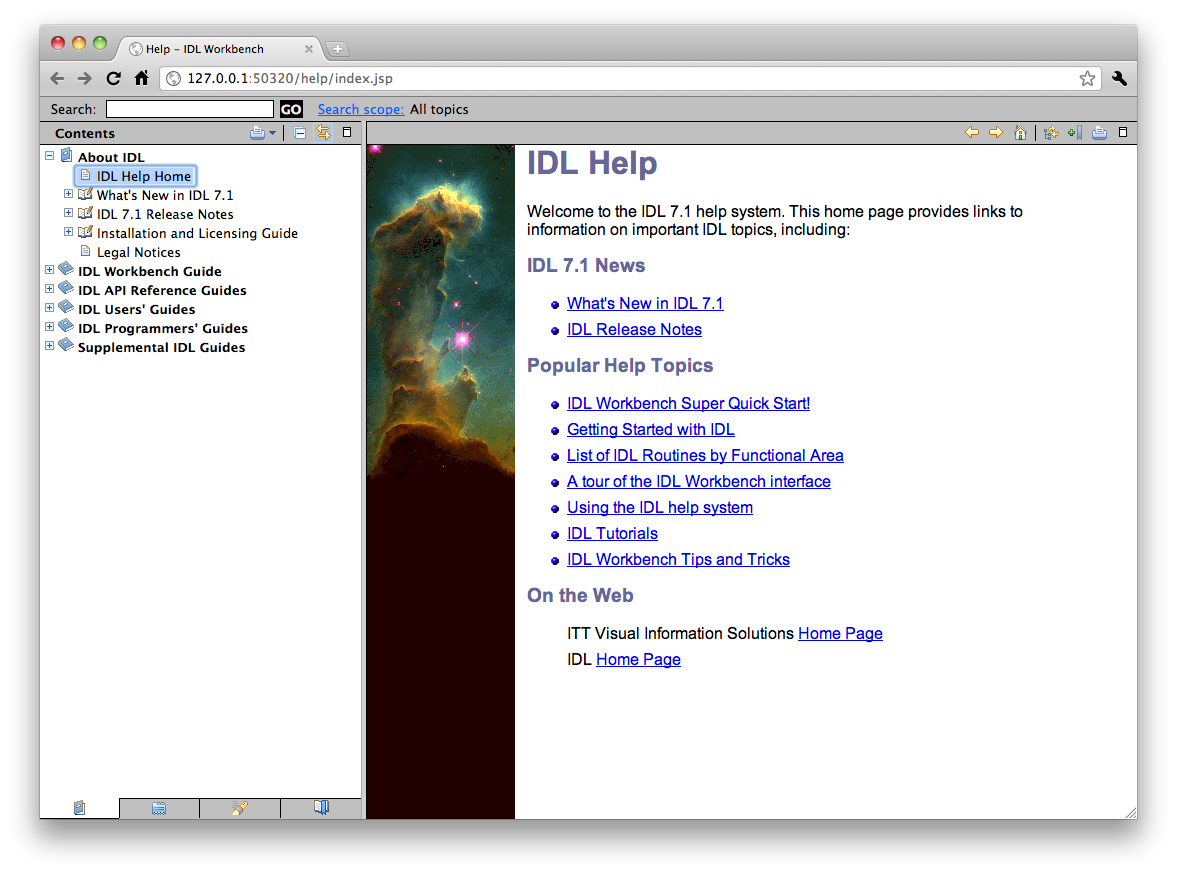 Help – IDL Workbench
127.0.0.1:50320/help/index.jsp
Search:
GO
Search scope: All topics
Contents
About IDL
IDL Help Home
What's New in IDL 7.1
IDL 7.1 Release Notes
Installation and Licensing Guide
Legal Notices
IDL Workbench Guide
IDL API Reference Guides
IDL Users' Guides
IDL Programmers' Guides
Supplemental IDL Guides
IDL Help
Welcome to the IDL 7.1 help system. This home page provides links to
information on important IDL topics, including:
IDL 7.1 News
What's New in IDL 7.1
IDL Release Notes
Popular Help Topics
IDL Workbench Super Quick Start!
Getting Started with IDL
List of IDL Routines by Functional Area
A tour of the IDL Workbench interface
Using the IDL help system
IDL Tutorials
IDL Workbench Tips and Tricks
On the Web
ITT Visual Information Solutions Home Page
IDL Home Page